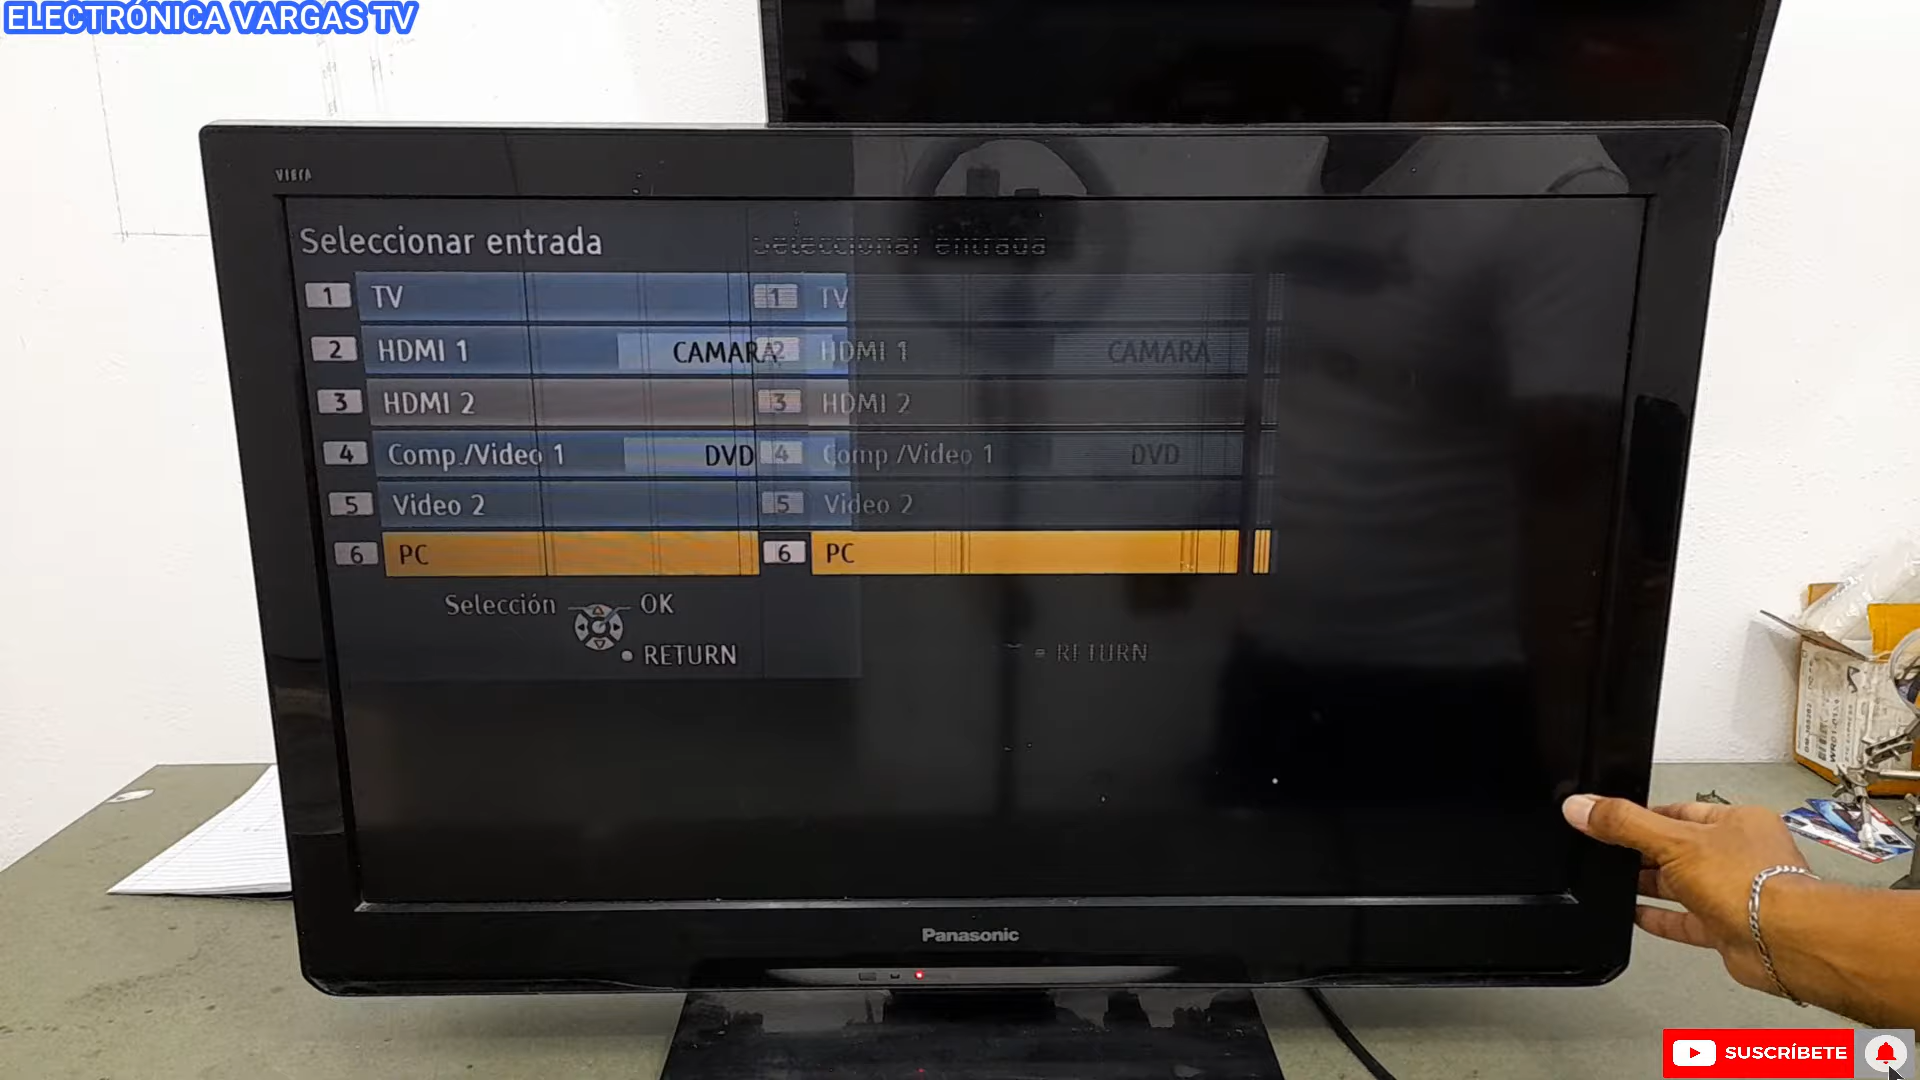 ELECTRÓNICA VARGAS TV
VIERA
Seleccionar entrada Seleccionar entrada
1 TV 1 TV
2 HDMI 1 CAMARA 2 HDMI 1 CAMARA
3 HDMI 2 3 HDMI 2
4 Comp./Video 1 DVD 4 Comp./Video 1 DVD
5 Video 2 5 Video 2
6 PC 6 PC
Selección OK
RETURN RETURN
Panasonic
SUSCRÍBETE